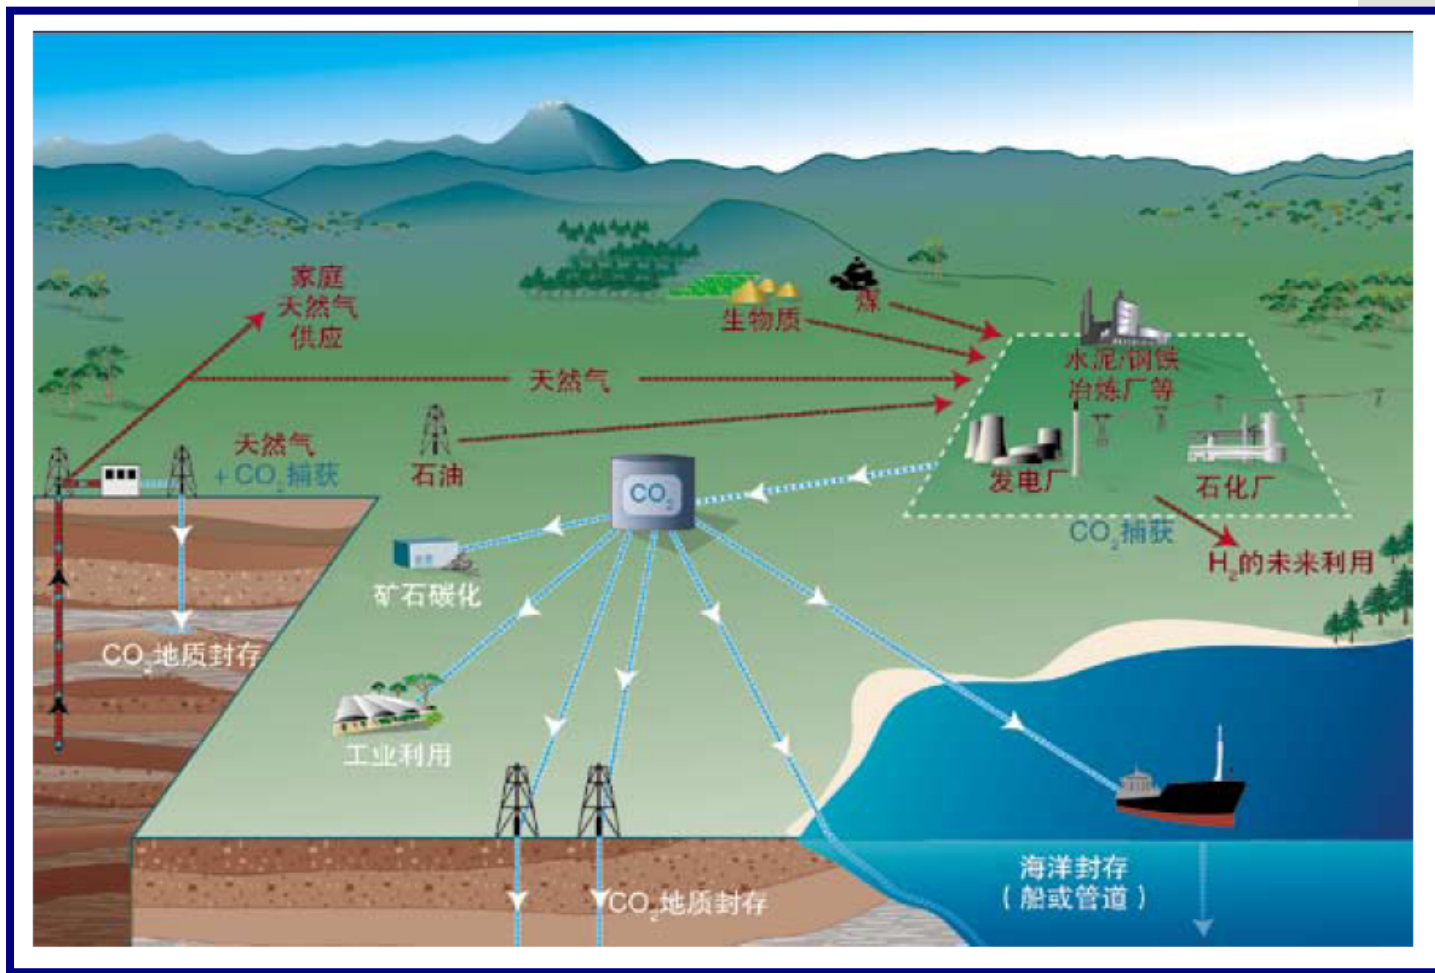 家庭
天然气
供应
煤
生物质
水泥/钢铁
冶炼厂等
天然气
天然气
+CO₂捕获
石油
CO₂
发电厂
石化厂
CO₂捕获
H₂的未来利用
矿石碳化
CO₂地质封存
工业利用
海洋封存
(船或管道)
CO₂地质封存